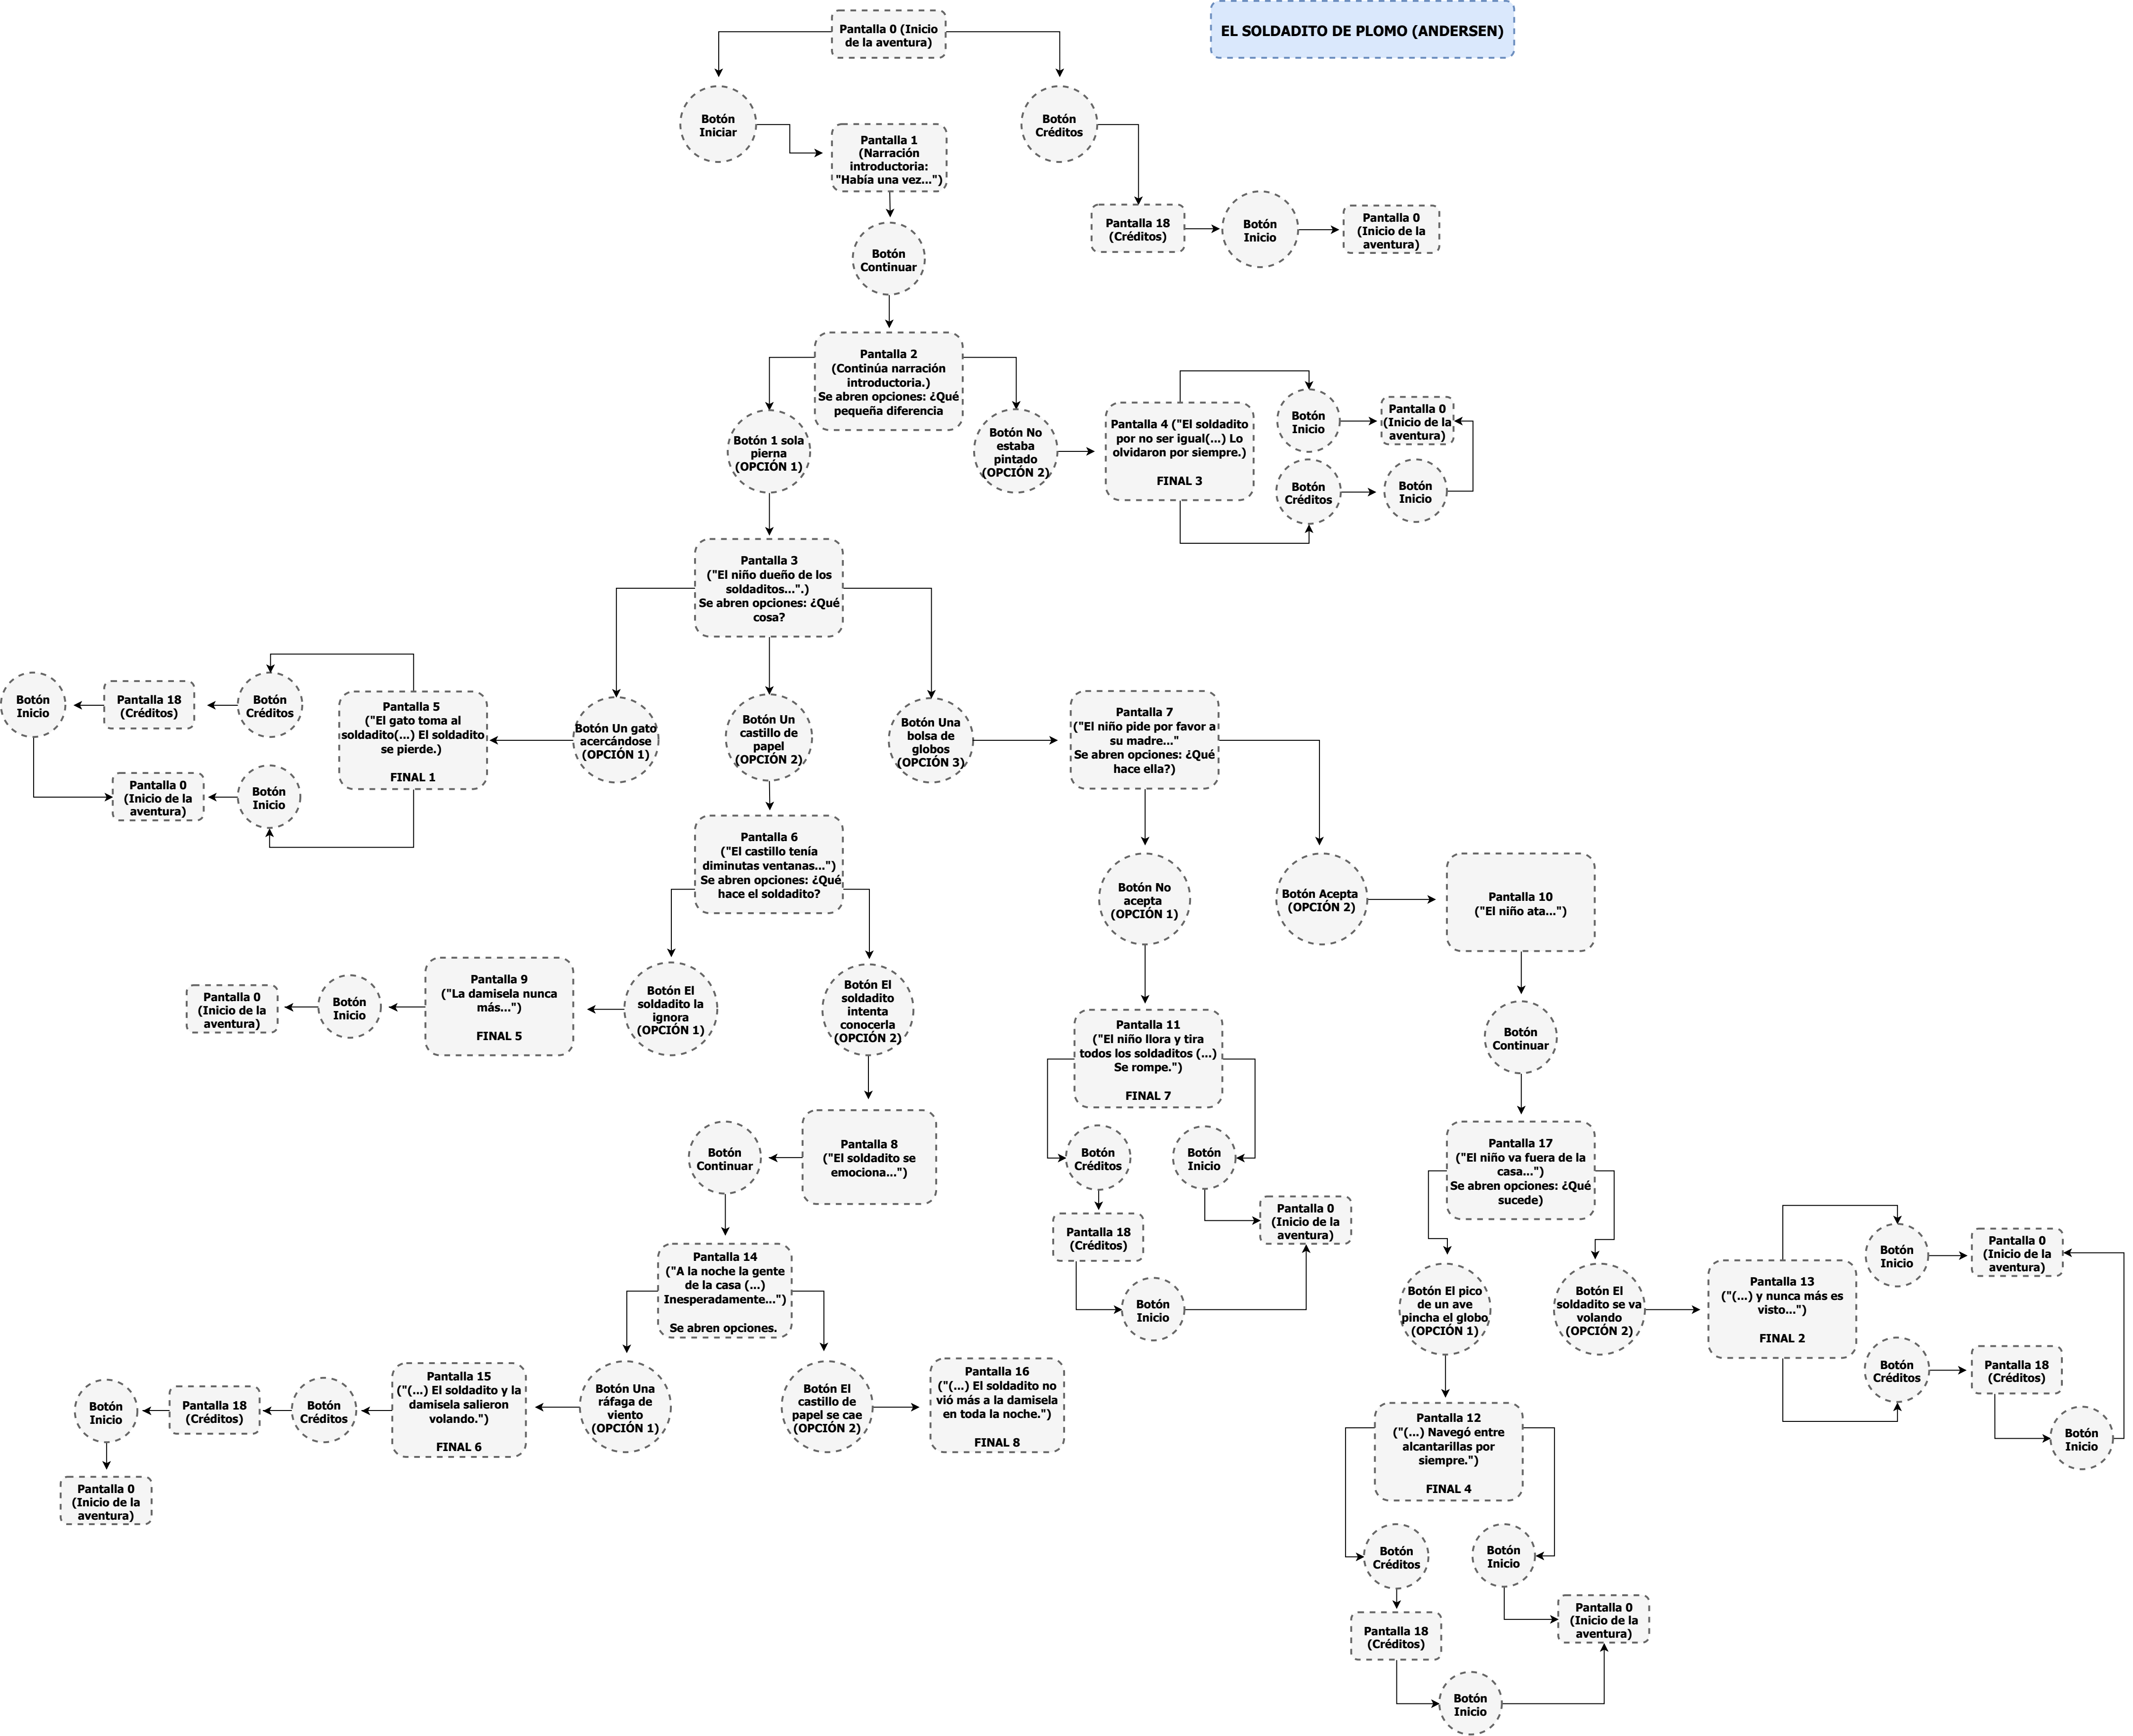 EL SOLDADITO DE PLOMO (ANDERSEN)
Pantalla 0 (Inicio
de la aventura)
Botón
Iniciar
Botón
Créditos
Pantalla 1
(Narración
introductoria:
"Había una vez...")
Pantalla 18
(Créditos)
Botón
Inicio
Pantalla 0
(Inicio de la
aventura)
Botón
Continuar
Pantalla 2
(Continúa narración
introductoria.)
Se abren opciones: ¿Qué
pequeña diferencia
Botón 1 sola
pierna
(OPCIÓN 1)
Botón No
estaba
pintado
(OPCIÓN 2)
Pantalla 4 ("El soldadito
por no ser igual(...) Lo
olvidaron por siempre.)
FINAL 3
Botón
Inicio
Pantalla 0
(Inicio de la
aventura)
Botón
Créditos
Botón
Inicio
Pantalla 3
("El niño dueño de los
soldaditos...".)
Se abren opciones: ¿Qué
cosa?
Botón
Inicio
Pantalla 18
(Créditos)
Botón
Créditos
Pantalla 5
("El gato toma al
soldadito(...) El soldadito
se pierde.)
FINAL 1
Pantalla 0
(Inicio de la
aventura)
Botón
Inicio
Botón Un gato
acercándose
(OPCIÓN 1)
Botón Un
castillo de
papel
(OPCIÓN 2)
Botón Una
bolsa de
globos
(OPCIÓN 3)
Pantalla 7
("El niño pide por favor a
su madre..."
Se abren opciones: ¿Qué
hace ella?)
Pantalla 6
("El castillo tenía
diminutas ventanas...")
Se abren opciones: ¿Qué
hace el soldadito?
Botón No
acepta
(OPCIÓN 1)
Botón Acepta
(OPCIÓN 2)
Pantalla 10
("El niño ata...")
Pantalla 0
(Inicio de la
aventura)
Botón
Inicio
Pantalla 9
("La damisela nunca
más...")
FINAL 5
Botón El
soldadito la
ignora
(OPCIÓN 1)
Botón El
soldadito
intenta
conocerla
(OPCIÓN 2)
Pantalla 11
("El niño llora y tira
todos los soldaditos (...)
Se rompe.")
FINAL 7
Botón
Continuar
Botón
Continuar
Pantalla 8
("El soldadito se
emociona...")
Botón
Créditos
Botón
Inicio
Pantalla 17
("El niño va fuera de la
casa...")
Se abren opciones: ¿Qué
sucede)
Pantalla 18
(Créditos)
Pantalla 0
(Inicio de la
aventura)
Botón
Inicio
Pantalla 14
("A la noche la gente
de la casa (...)
Inesperadamente...")
Se abren opciones.
Botón El pico
de un ave
pincha el globo
(OPCIÓN 1)
Botón El
soldadito se va
volando
(OPCIÓN 2)
Pantalla 13
("(...) y nunca más es
visto...")
FINAL 2
Botón
Inicio
Pantalla 0
(Inicio de la
aventura)
Botón
Créditos
Pantalla 18
(Créditos)
Botón
Inicio
Botón
Inicio
Pantalla 18
(Créditos)
Botón
Créditos
Pantalla 15
("(...) El soldadito y la
damisela salieron
volando.")
FINAL 6
Botón Una
ráfaga de
viento
(OPCIÓN 1)
Botón El
castillo de
papel se cae
(OPCIÓN 2)
Pantalla 16
("(...) El soldadito no
vió más a la damisela
en toda la noche.")
FINAL 8
Pantalla 0
(Inicio de la
aventura)
Pantalla 12
("(...) Navegó entre
alcantarillas por
siempre.")
FINAL 4
Botón
Créditos
Botón
Inicio
Pantalla 18
(Créditos)
Pantalla 0
(Inicio de la
aventura)
Botón
Inicio